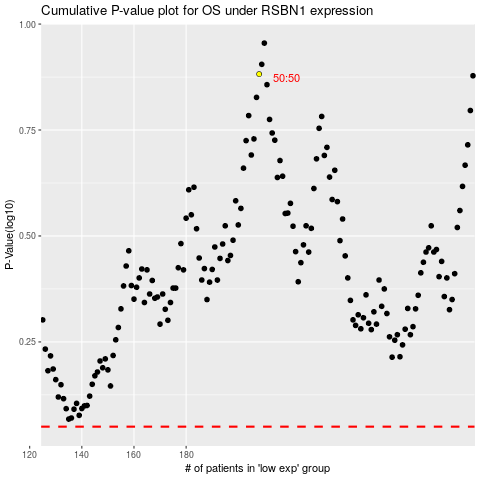 Cumulative P-value plot for OS under RSBN1 expression
1.00
50:50
0.75
P-Value(log10)
0.50
0.25
120 140 160 180
# of patients in 'low exp' group